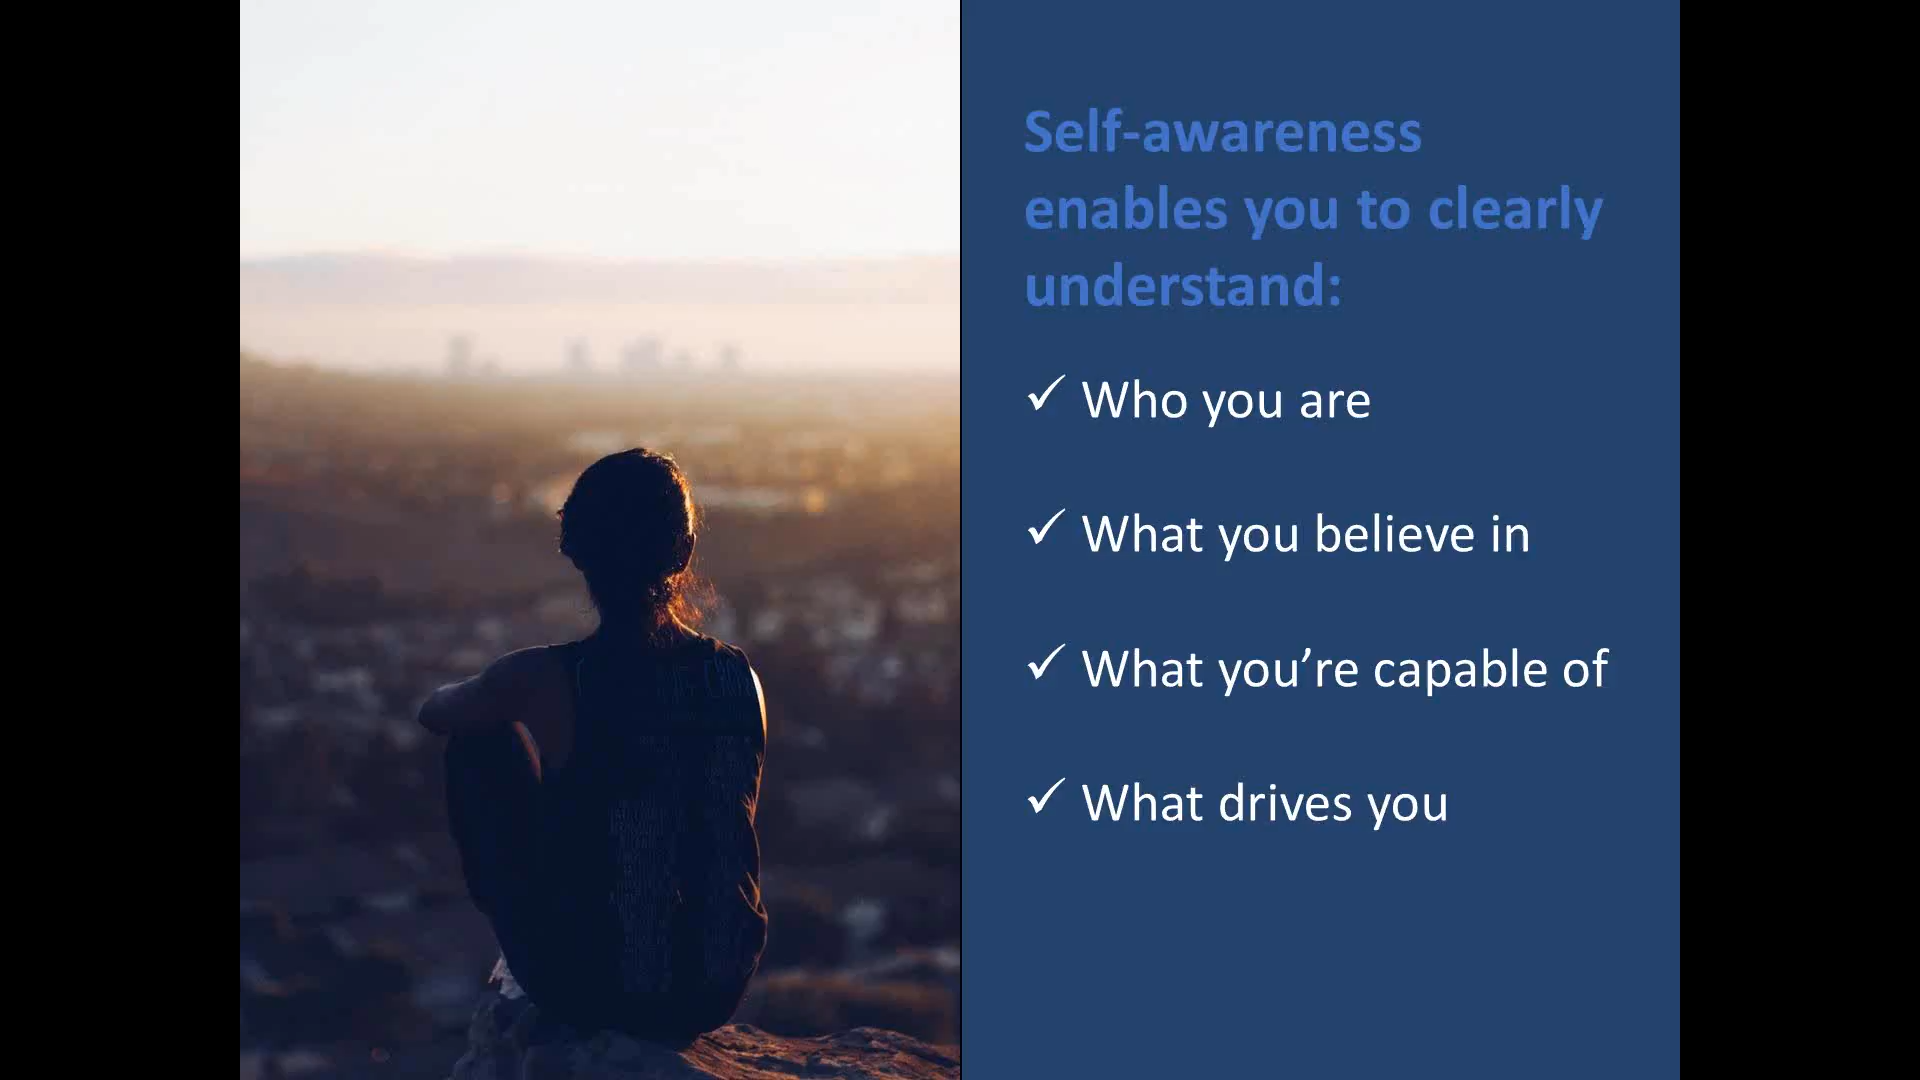 Self-awareness
enables you to clearly
understand:
✓ Who you are
✓ What you believe in
✓ What you’re capable of
✓ What drives you